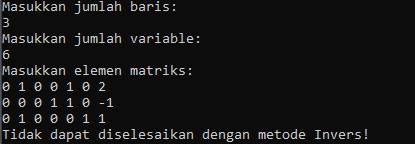 Masukkan jumlah baris:
3
Masukkan jumlah variable:
6
Masukkan elemen matriks:
0 1 0 0 1 0 2
0 0 0 1 1 0 -1
0 1 0 0 0 1 1
Tidak dapat diselesaikan dengan metode Invers!